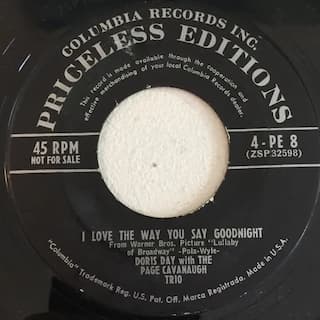 COLUMBIA RECORDS INC.
PRICELESS EDITIONS
This record is made available through the cooperation and
effective merchandising of your local Columbia Records dealer.
45 RPM
NOT FOR SALE
4-PE 8
(ZSP32598)
I LOVE THE WAY YOU SAY GOODNIGHT
From Warner Bros. Picture "Lullaby
of Broadway" -Pola-Wyle-
DORIS DAY with THE
PAGE CAVANAUGH
TRIO
"Columbia" Trademark Reg. U.S. Pat. Off. Marca Registrada. Made in U.S.A.